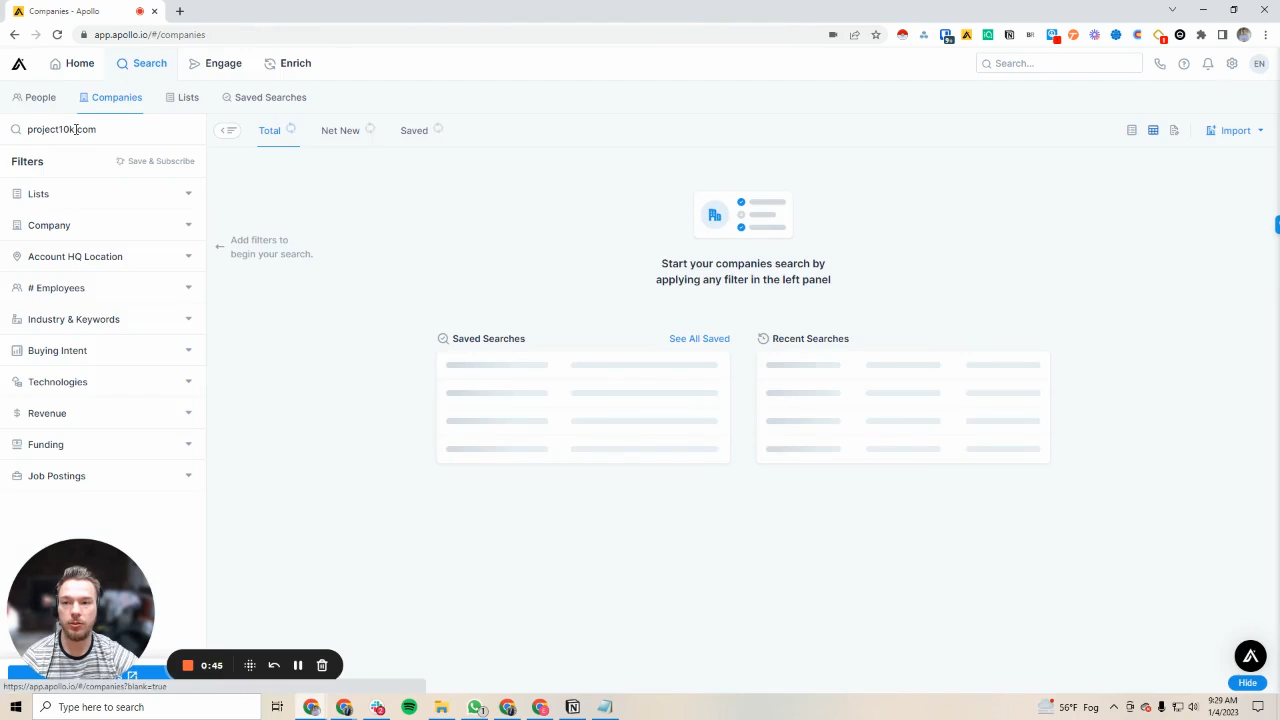 Companies - Apollo
app.apollo.io/#/companies
9+
BR
1
Home
Search
Engage
Enrich
Search...
EN
People
Companies
Lists
Saved Searches
project10k.com
Total
Net New
Saved
Import
Filters
Save & Subscribe
Lists
Company
Account HQ Location
# Employees
Industry & Keywords
Buying Intent
Technologies
Revenue
Funding
Job Postings
Add filters to
begin your search.
Start your companies search by
applying any filter in the left panel
Saved Searches
See All Saved
Recent Searches
0:45
Hide
https://app.apollo.io/#/companies?blank=true
Type here to search
1
56°F Fog
9:29 AM
1/4/2023